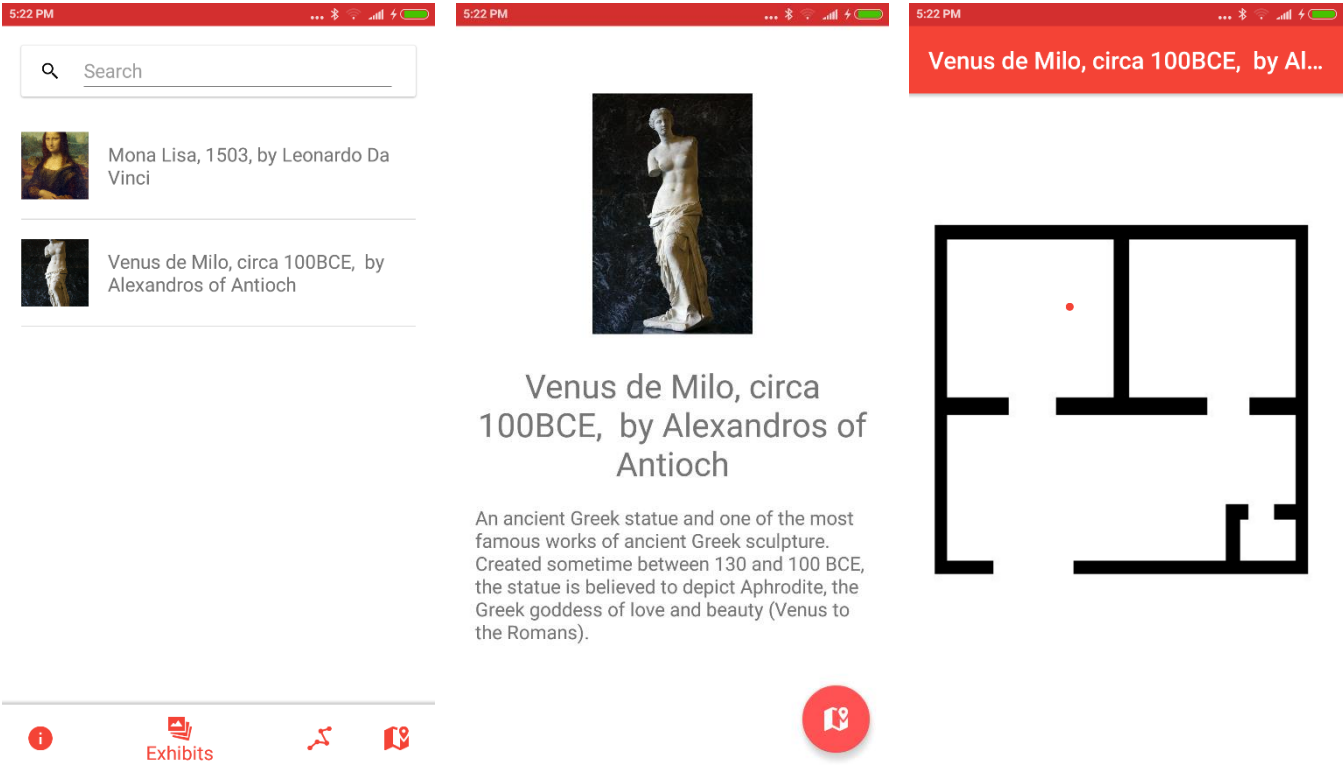 5:22 PM
Search
Mona Lisa, 1503, by Leonardo Da
Vinci
Venus de Milo, circa 100BCE,  by
Alexandros of Antioch
Exhibits
5:22 PM
Venus de Milo, circa
100BCE,  by Alexandros of
Antioch
An ancient Greek statue and one of the most
famous works of ancient Greek sculpture.
Created sometime between 130 and 100 BCE,
the statue is believed to depict Aphrodite, the
Greek goddess of love and beauty (Venus to
the Romans).
5:22 PM
Venus de Milo, circa 100BCE,  by Al...